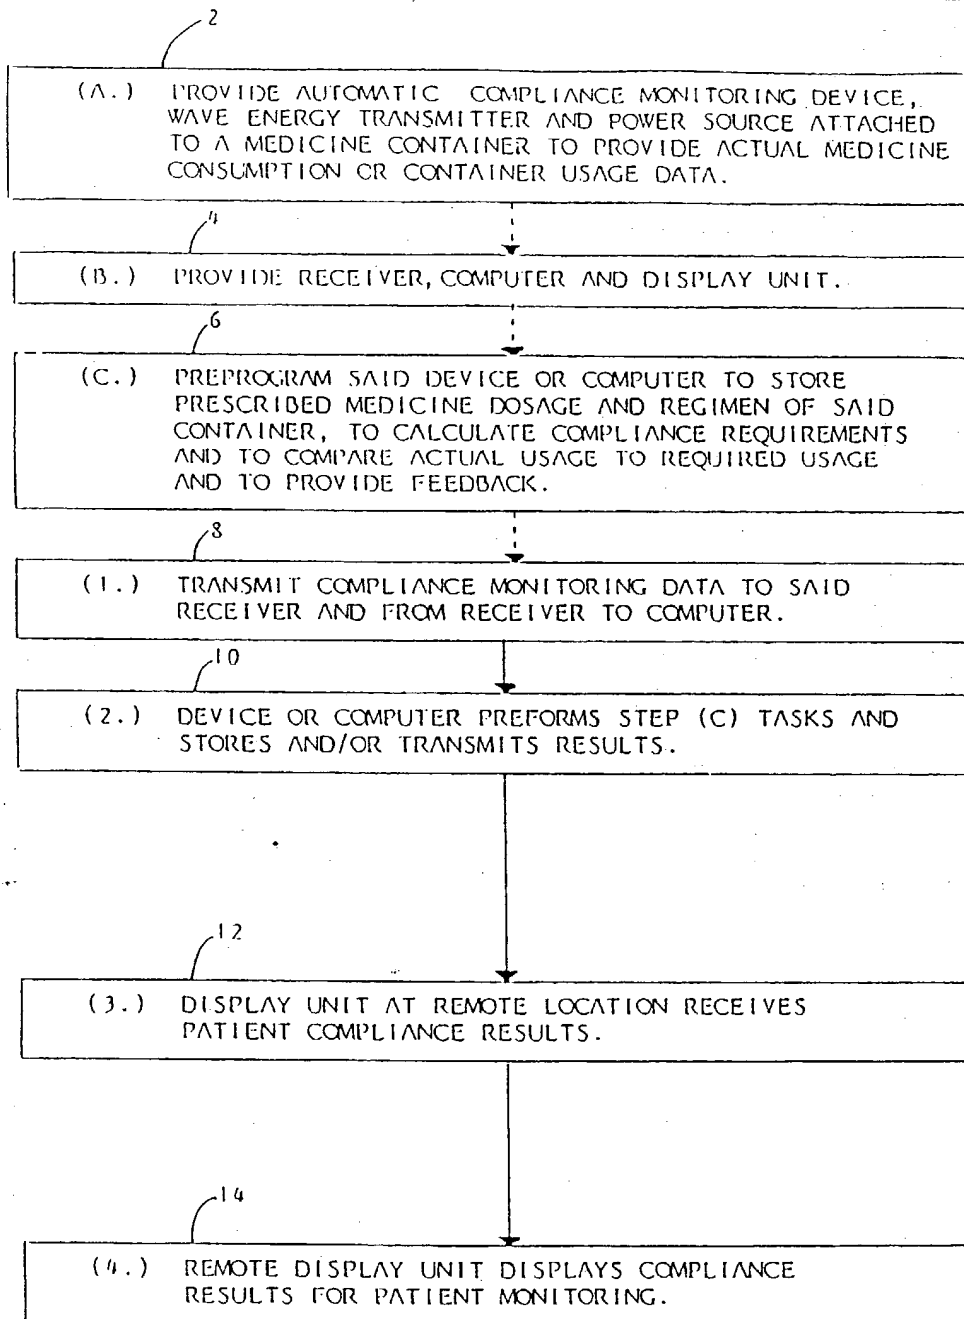 2
(A.) PROVIDE AUTOMATIC COMPLIANCE MONITORING DEVICE,
WAVE ENERGY TRANSMITTER AND POWER SOURCE ATTACHED
TO A MEDICINE CONTAINER TO PROVIDE ACTUAL MEDICINE
CONSUMPTION OR CONTAINER USAGE DATA.
4
(B.) PROVIDE RECEIVER, COMPUTER AND DISPLAY UNIT.
6
(C.) PREPROGRAM SAID DEVICE OR COMPUTER TO STORE
PRESCRIBED MEDICINE DOSAGE AND REGIMEN OF SAID
CONTAINER, TO CALCULATE COMPLIANCE REQUIREMENTS
AND TO COMPARE ACTUAL USAGE TO REQUIRED USAGE
AND TO PROVIDE FEEDBACK.
8
(1.) TRANSMIT COMPLIANCE MONITORING DATA TO SAID
RECEIVER AND FROM RECEIVER TO COMPUTER.
10
(2.) DEVICE OR COMPUTER PREFORMS STEP (C) TASKS AND
STORES AND/OR TRANSMITS RESULTS.
12
(3.) DISPLAY UNIT AT REMOTE LOCATION RECEIVES
PATIENT COMPLIANCE RESULTS.
14
(4.) REMOTE DISPLAY UNIT DISPLAYS COMPLIANCE
RESULTS FOR PATIENT MONITORING.